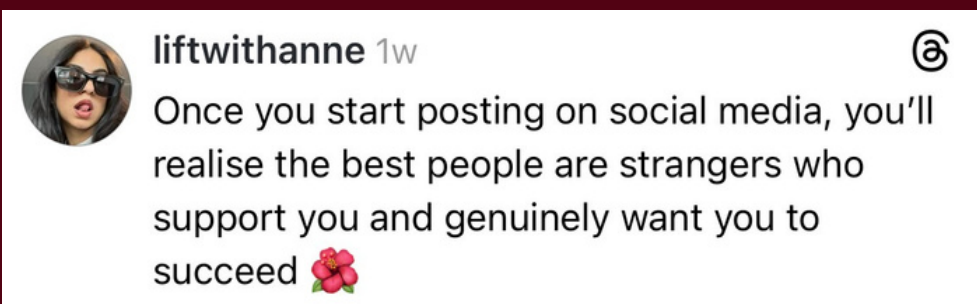 liftwithanne 1w
Once you start posting on social media, you’ll
realise the best people are strangers who
support you and genuinely want you to
succeed 🌺